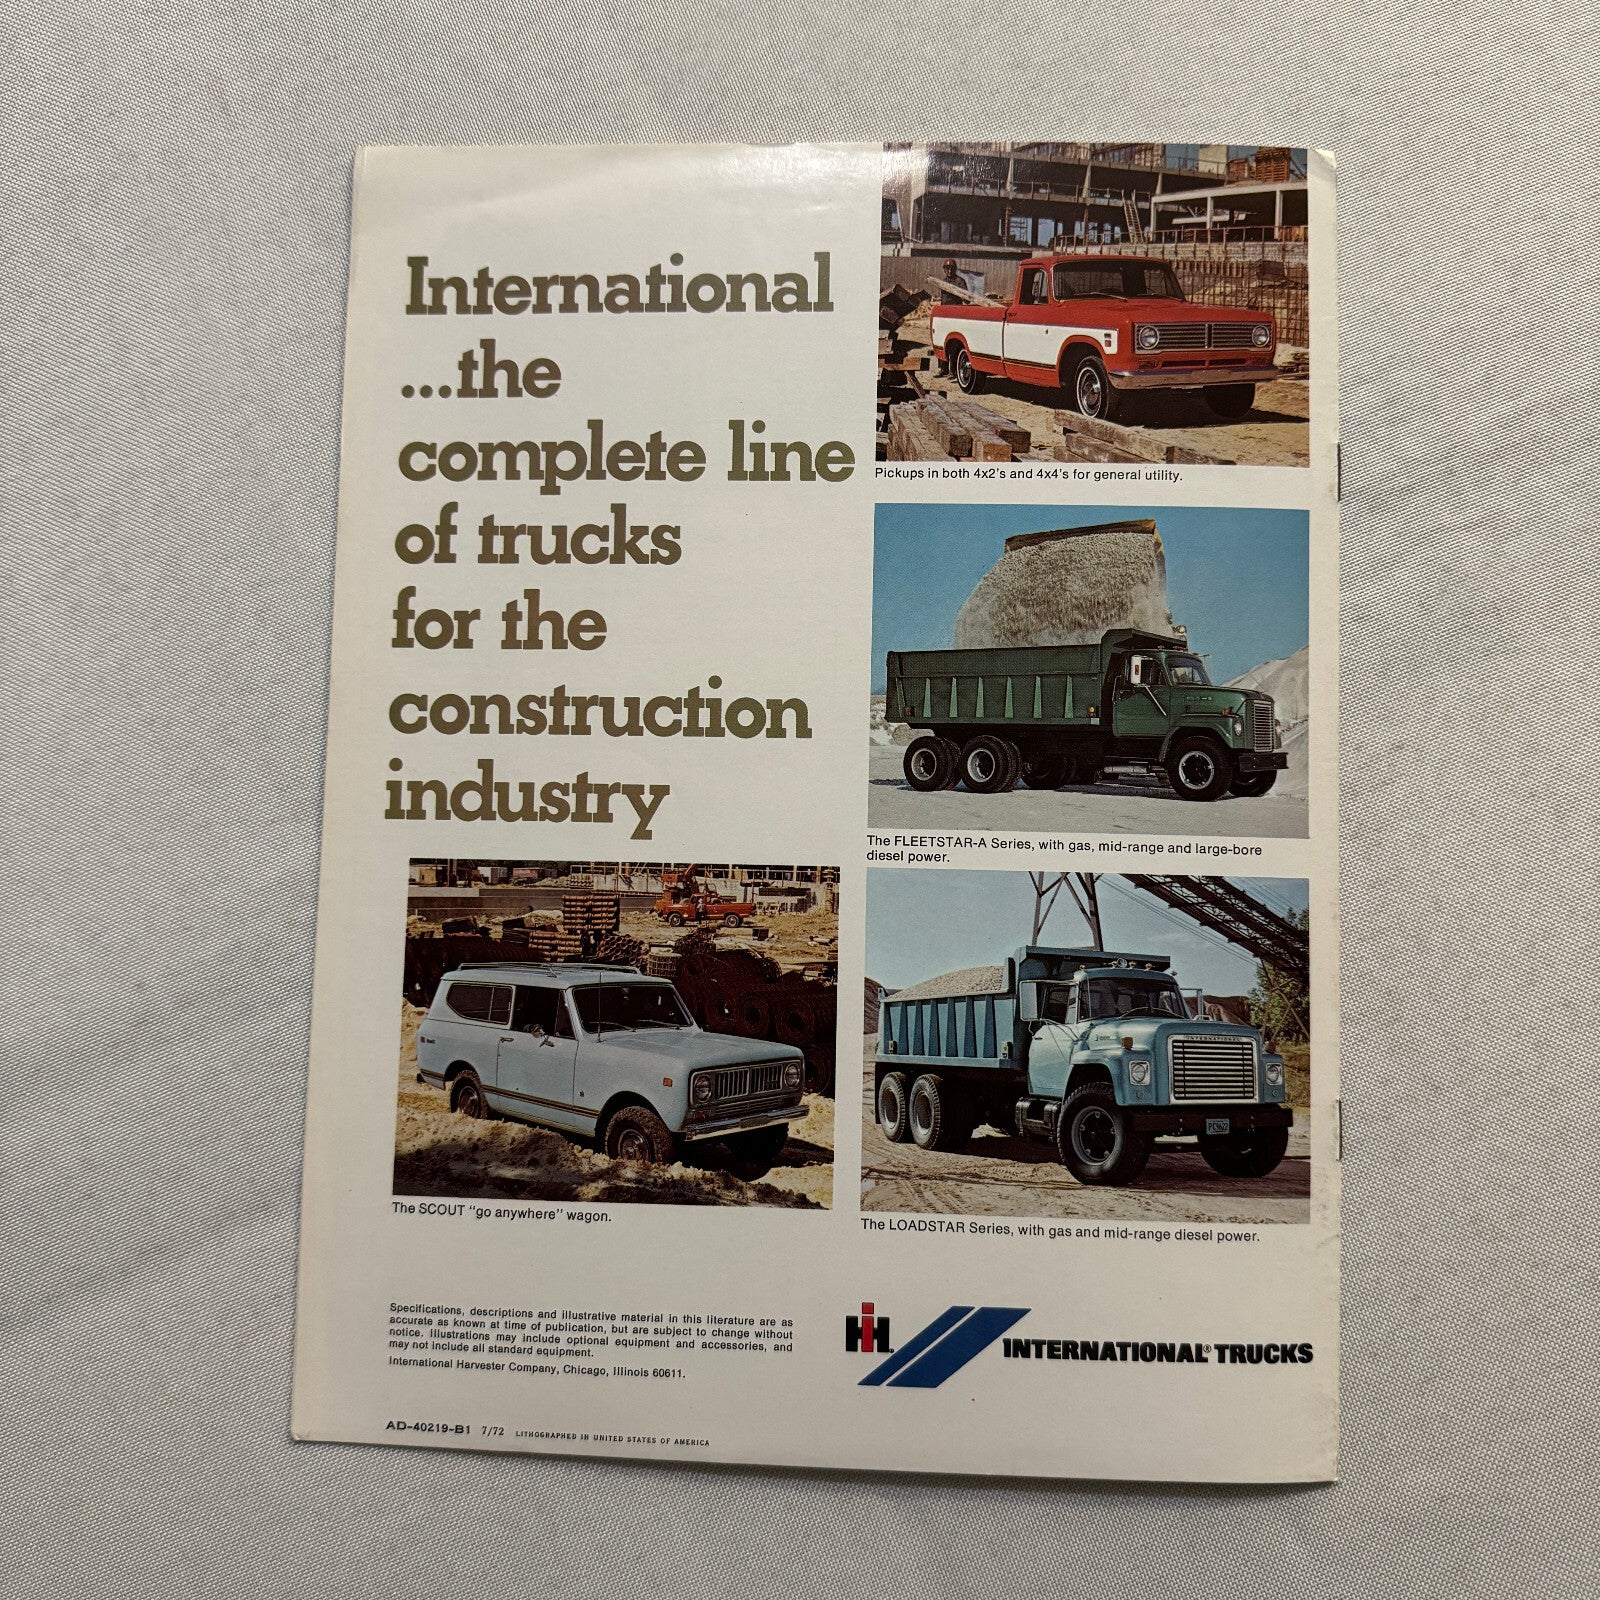 International
...the
complete line
of trucks
for the
construction
industry
Pickups in both 4x2's and 4x4's for general utility.
The FLEETSTAR-A Series, with gas, mid-range and large-bore
diesel power.
The SCOUT "go anywhere" wagon.
INTERNATIONAL
The LOADSTAR Series, with gas and mid-range diesel power.
Specifications, descriptions and illustrative material in this literature are as
accurate as known at time of publication, but are subject to change without
notice. Illustrations may include optional equipment and accessories, and
may not include all standard equipment.
International Harvester Company, Chicago, Illinois 60611.
IH INTERNATIONAL® TRUCKS
AD-40219-B1 7/72 LITHOGRAPHED IN UNITED STATES OF AMERICA